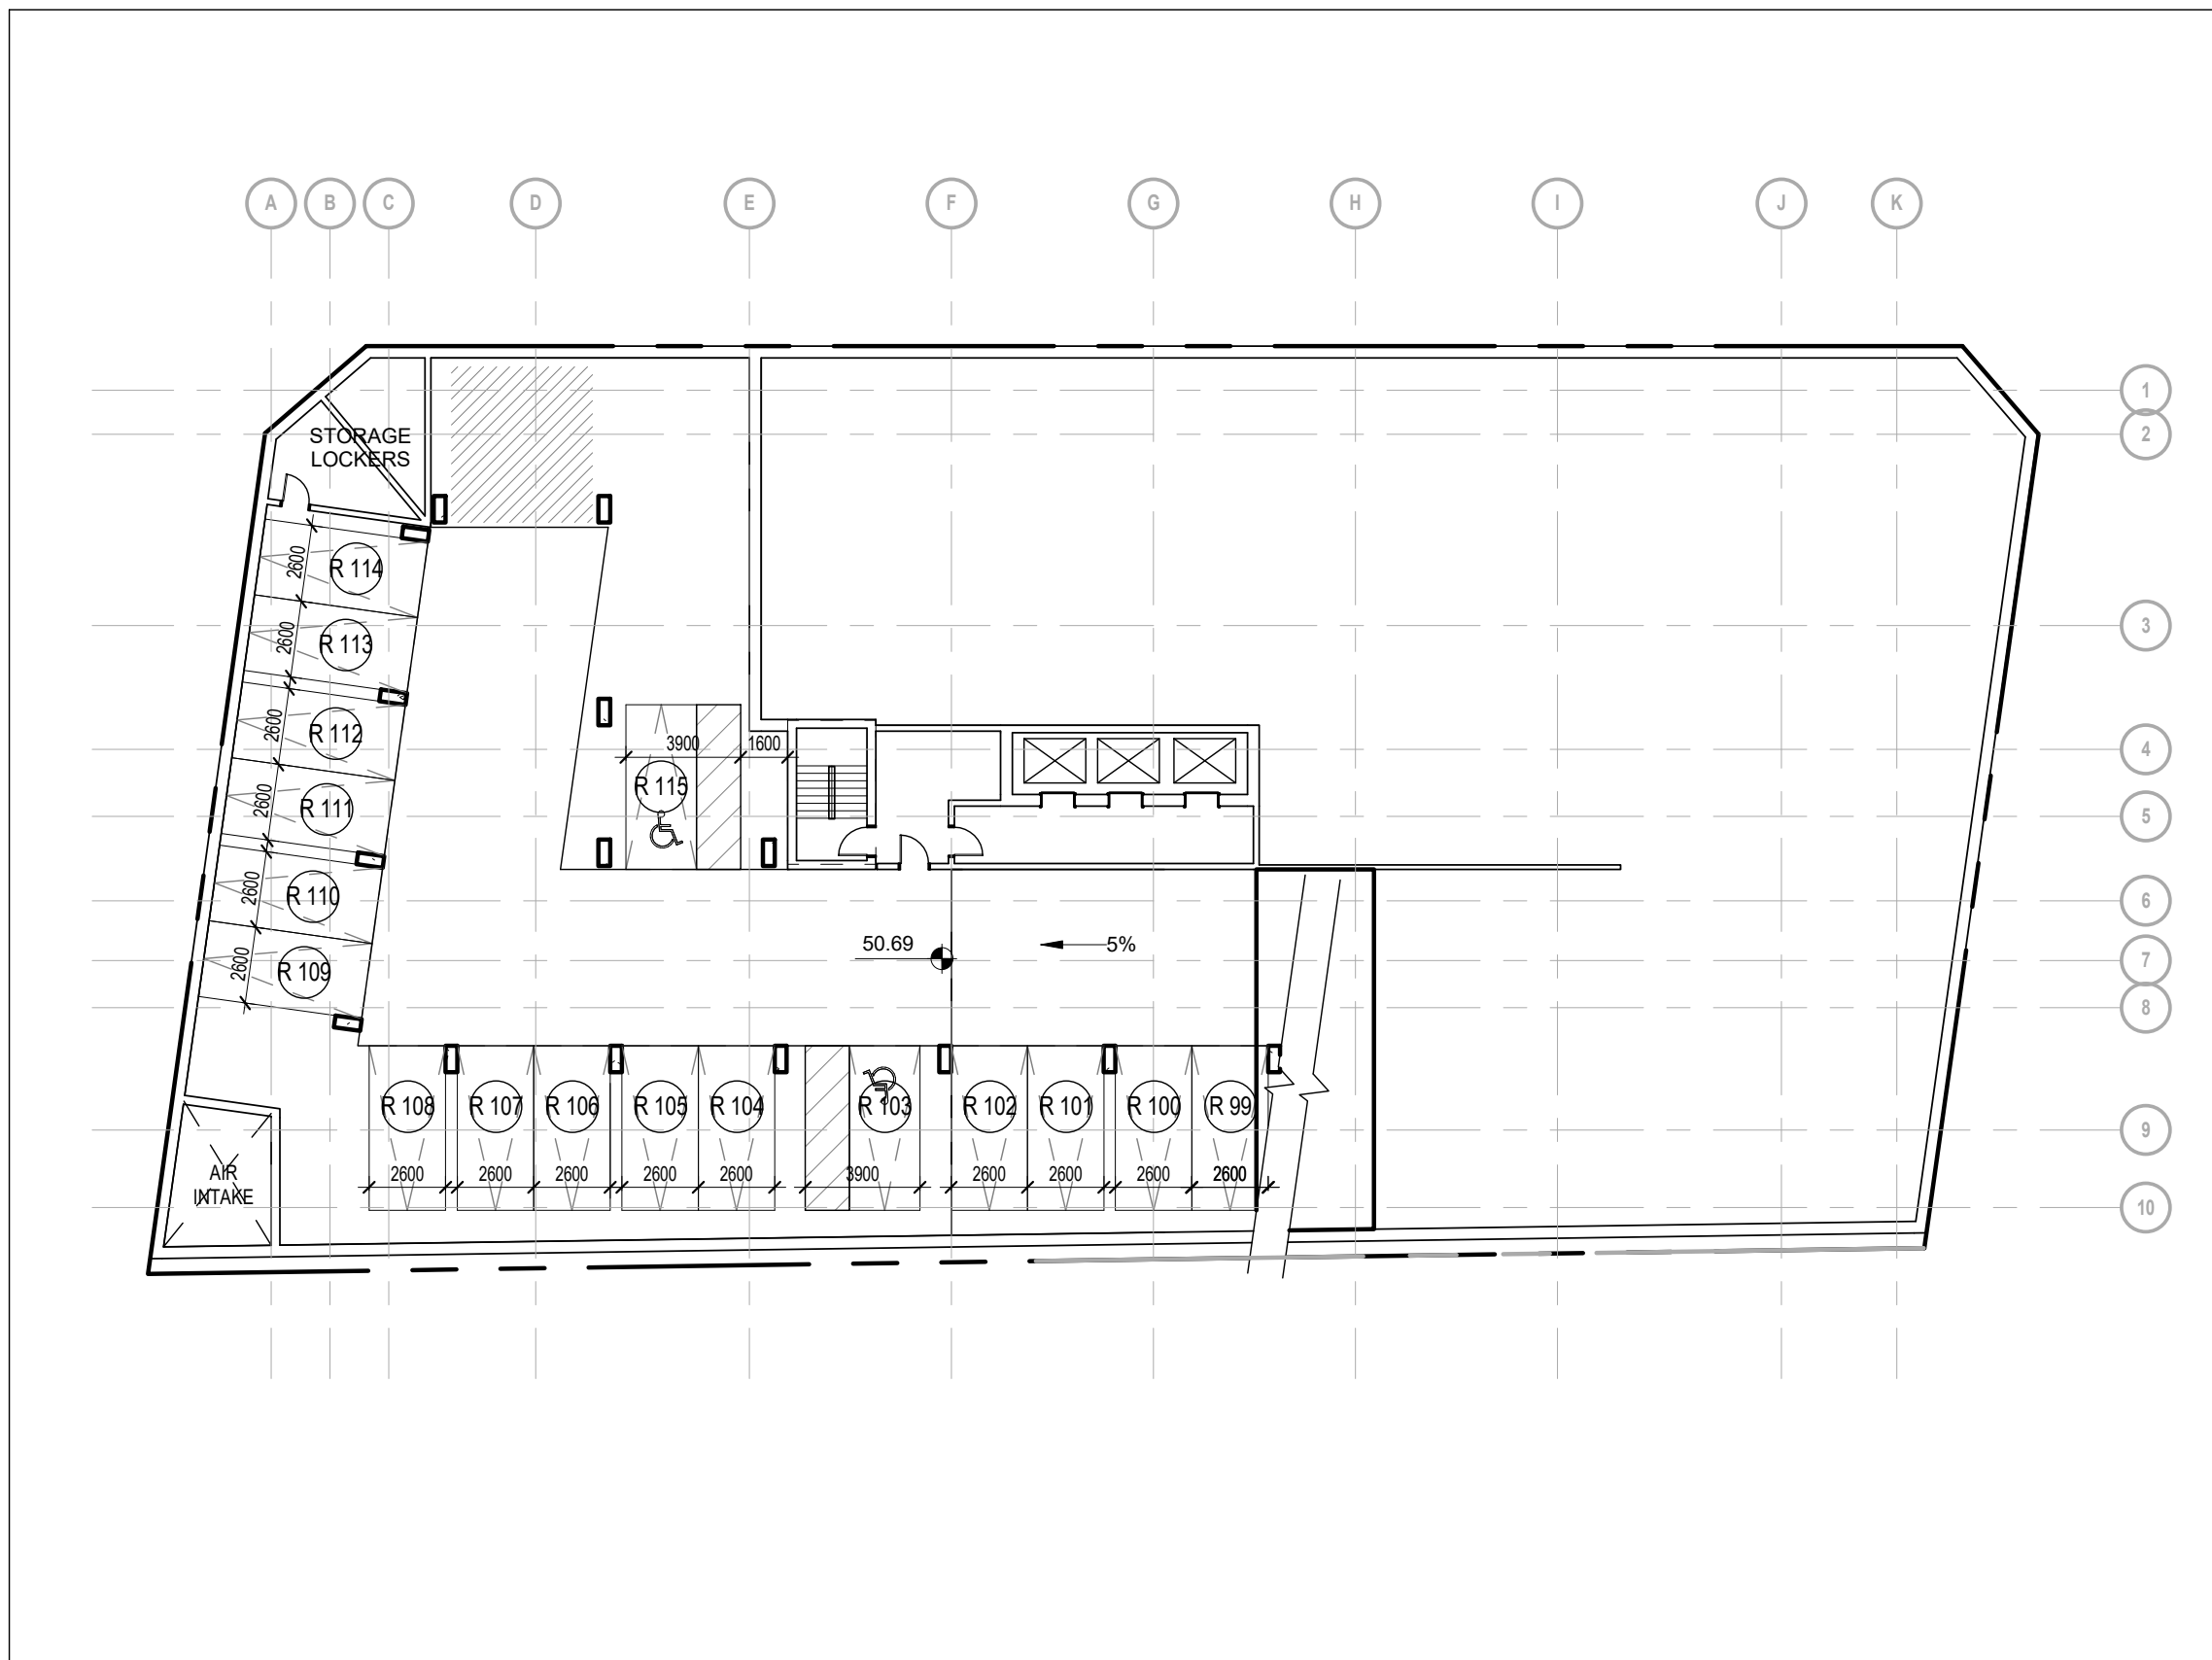 A B C D E F G H I J K
1
2
STORAGE
LOCKERS
2600 R 114
3
2600 R 113
2600 R 112
3900 1600
4
R 115
2600 R 111
5
2600 R 110
6
50.69 5%
2600 R 109
7
8
R 108 R 107 R 106 R 105 R 104 R 103 R 102 R 101 R 100 R 99
9
2600 2600 2600 2600 2600 3900 2600 2600 2600 2600
AIR
INTAKE
10